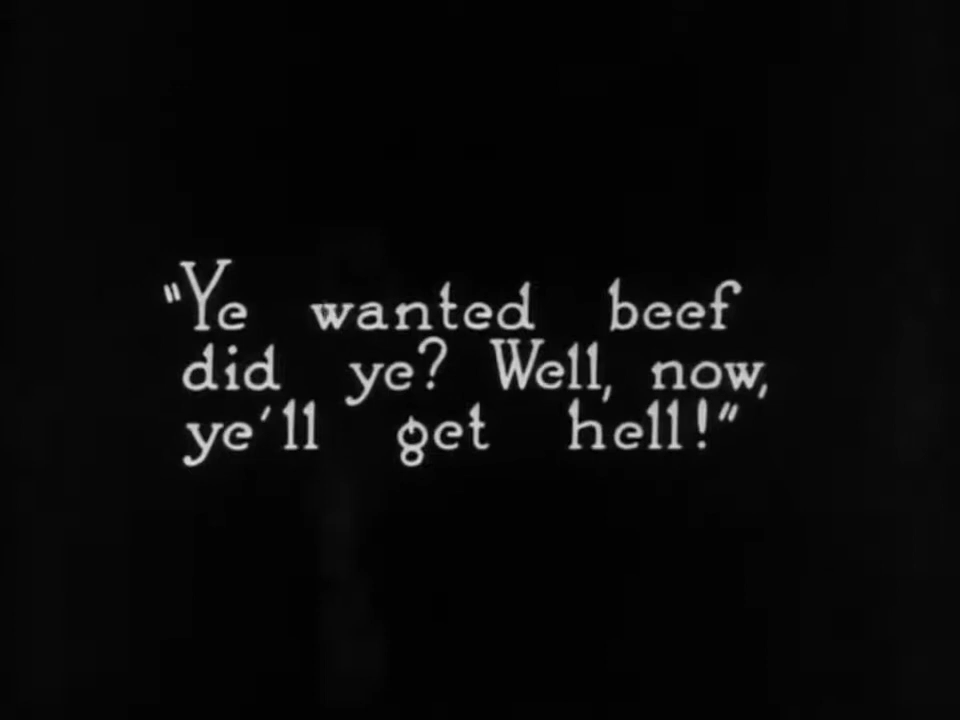 "Ye wanted beef
did ye? Well, now,
ye'll get hell!"